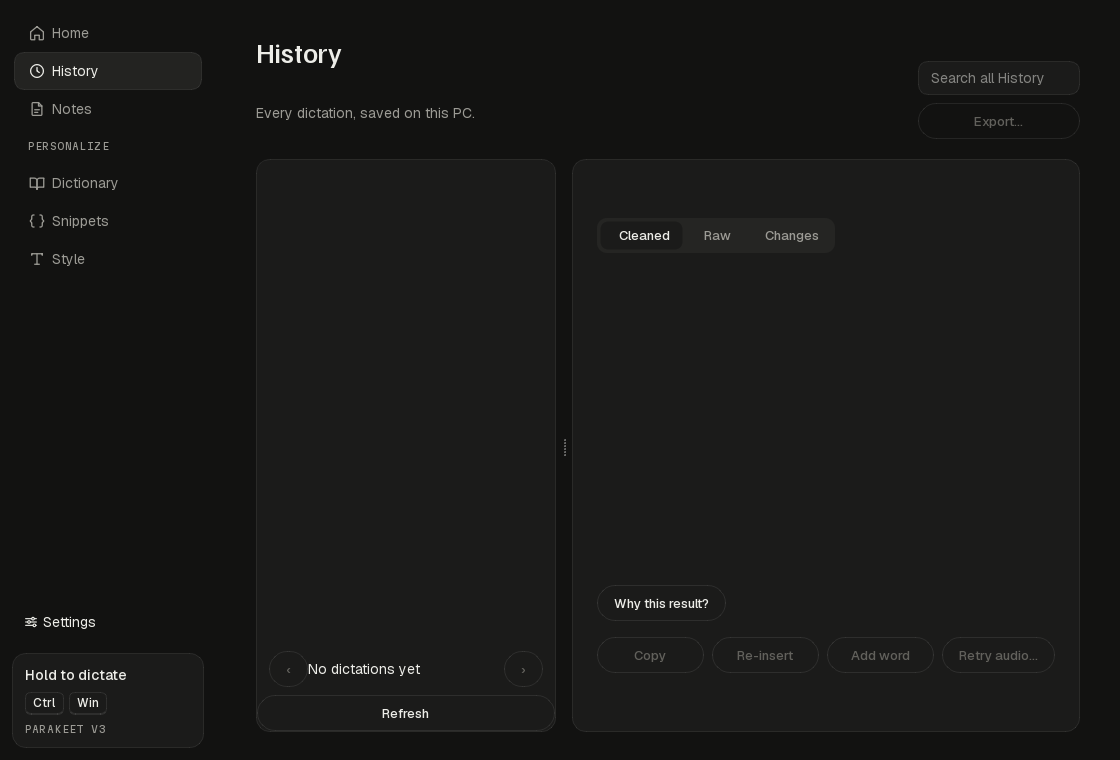 Home
History
Notes
PERSONALIZE
Dictionary
Snippets
Style
Settings
Hold to dictate
Ctrl Win
PARAKEET V3
History
Every dictation, saved on this PC.
Search all History
Export...
‹ No dictations yet ›
Refresh
Cleaned Raw Changes
Why this result?
Copy Re-insert Add word Retry audio...